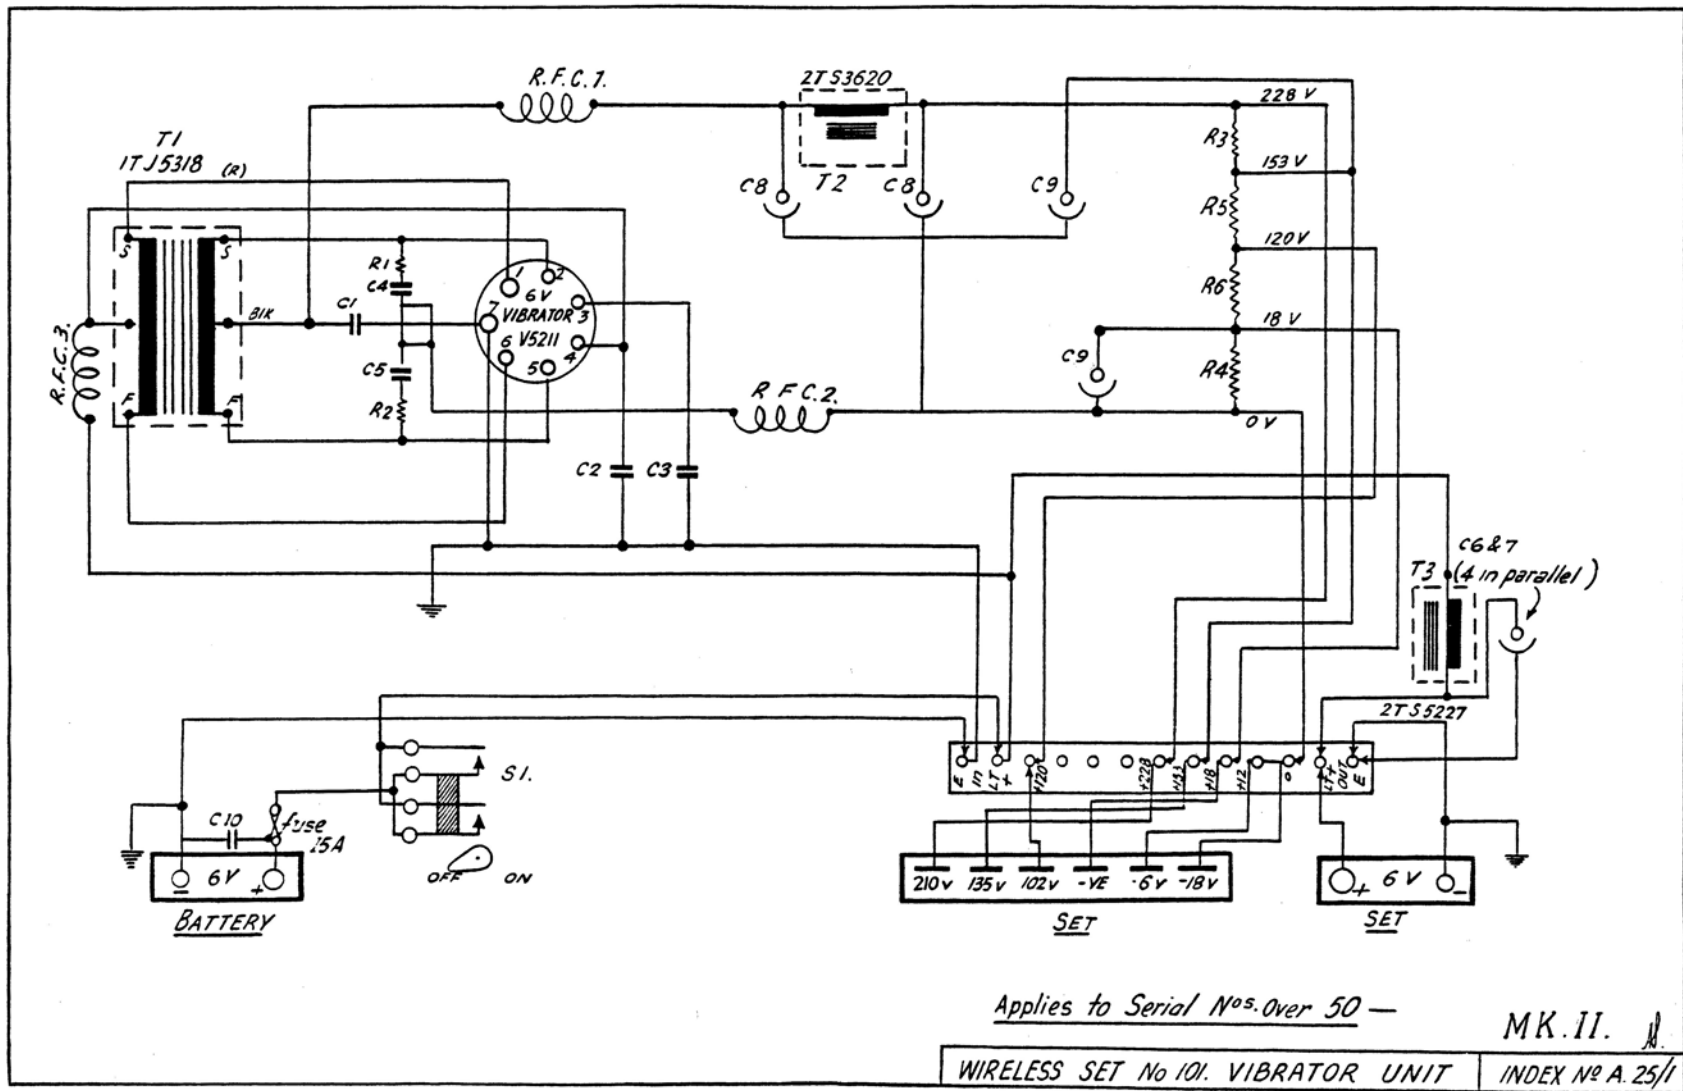 R.F.C.1.
2TS3620
228 V
T1
1TJ5318
(R)
R3
153 V
C8
T2
C8
C9
R5
120V
S
S
R1
C4
1
2
6V
R.F.C.3.
Blk
C1
7
VIBRATOR
3
R6
18 V
V5211
6
4
5
C5
C9
R4
F
F
R2
R F C.2.
0V
C2
C3
C6&7
T3
(4 in parallel)
2TS5227
S1.
E
IN
LT
+
+120
+228
+153
+18
+12
0
LT+
OUT
E
C10
fuse
15A
OFF
ON
6V
- +
210v
135v
102v
-VE
-6v
-18v
+ 6V -
BATTERY
SET
SET
Applies to Serial Nos. Over 50 —
MK.II.
WIRELESS SET No 101. VIBRATOR UNIT
INDEX No A.25/1